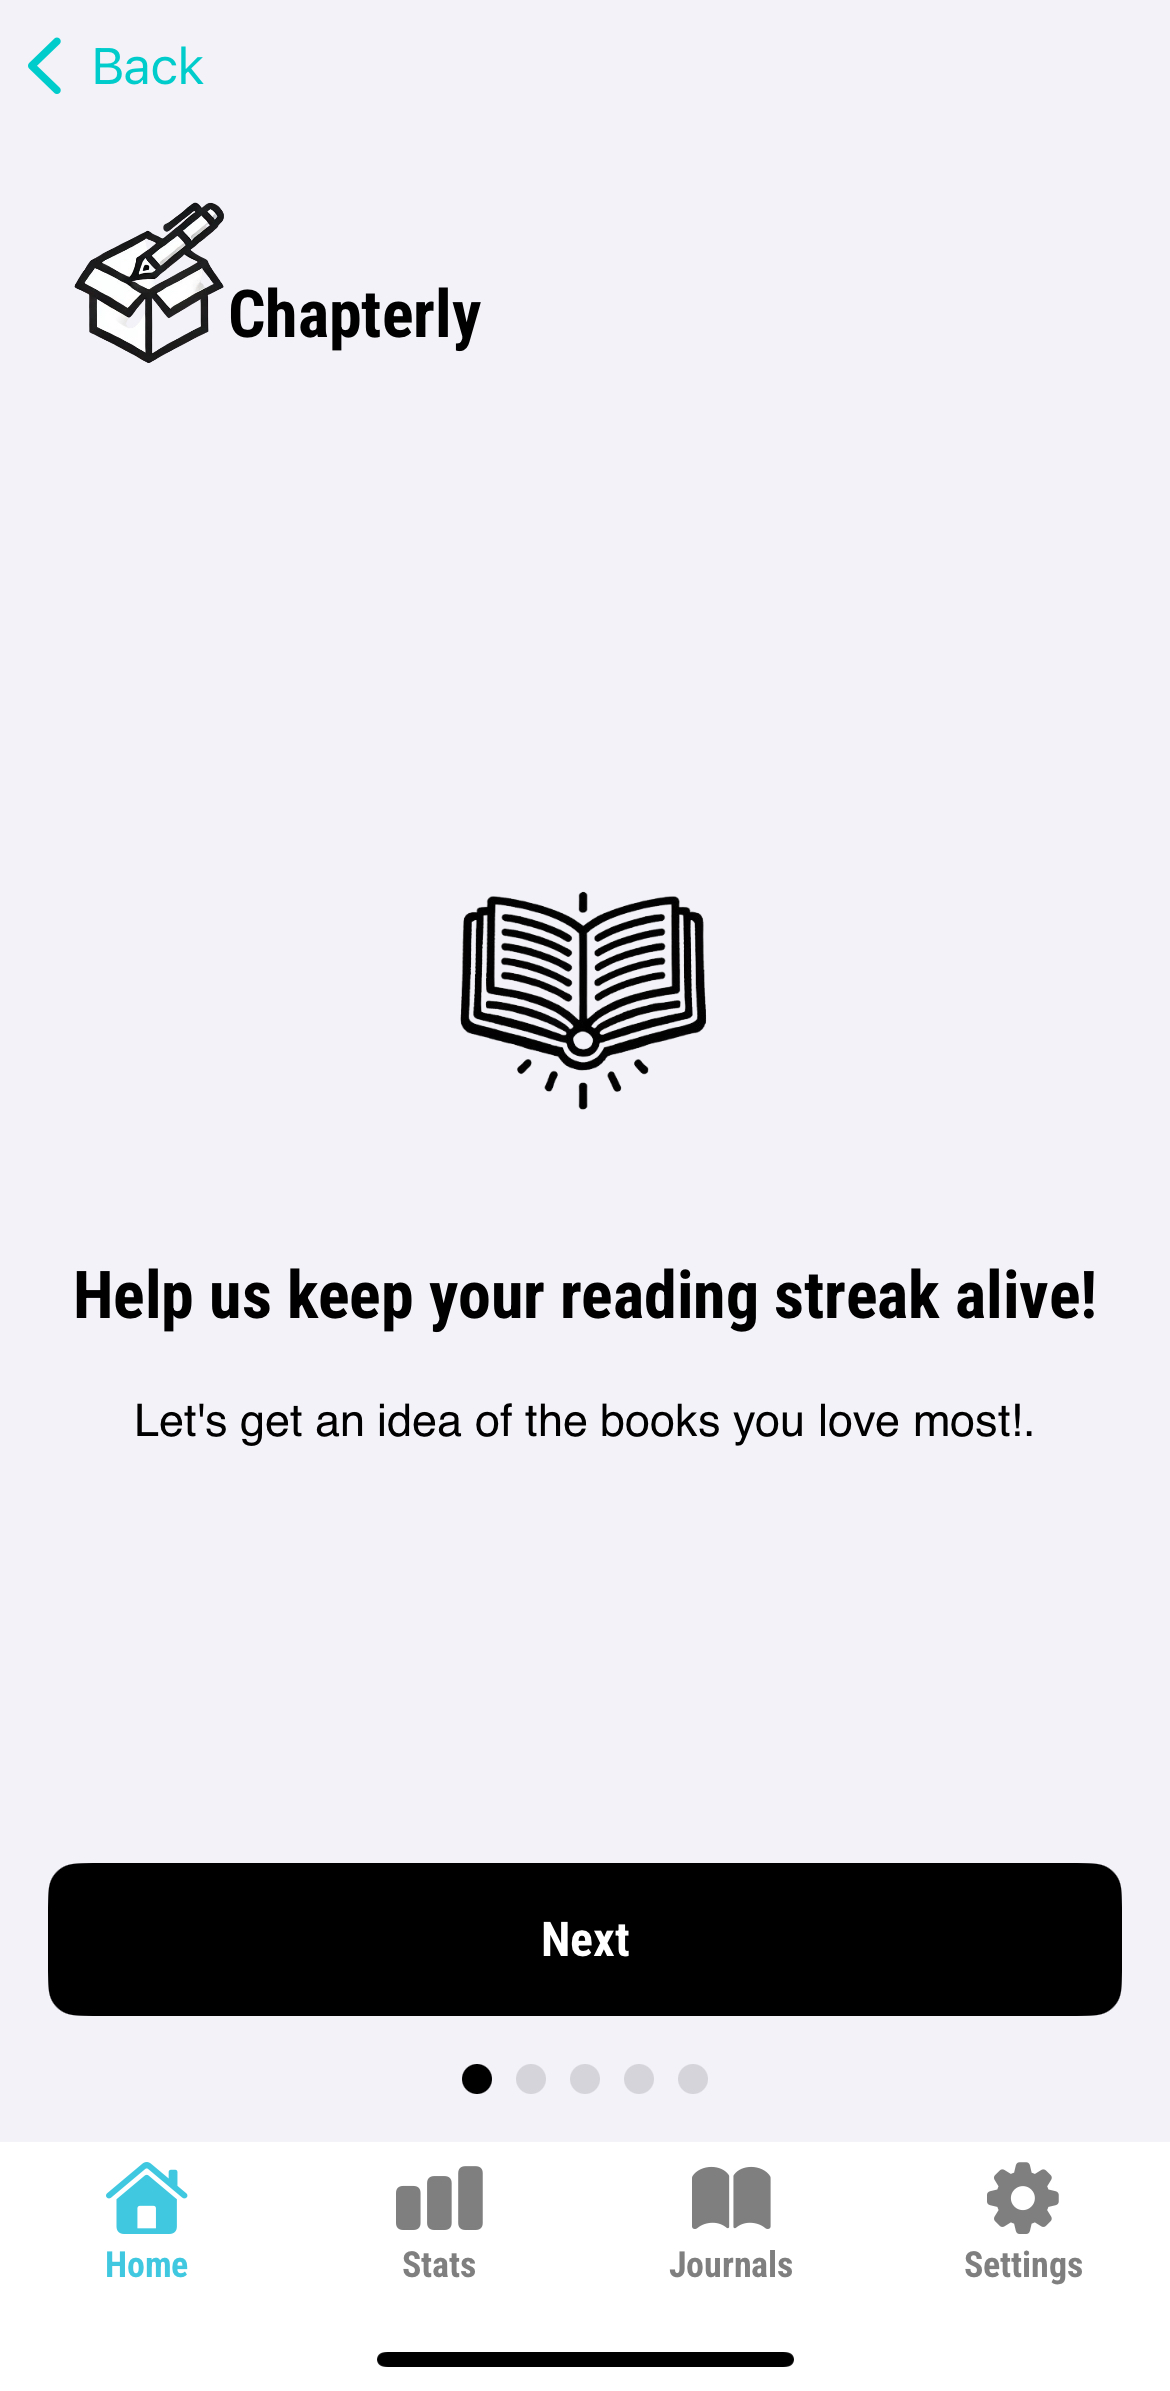 Back
Chapterly
Help us keep your reading streak alive!
Let's get an idea of the books you love most!.
Next
Home
Stats
Journals
Settings